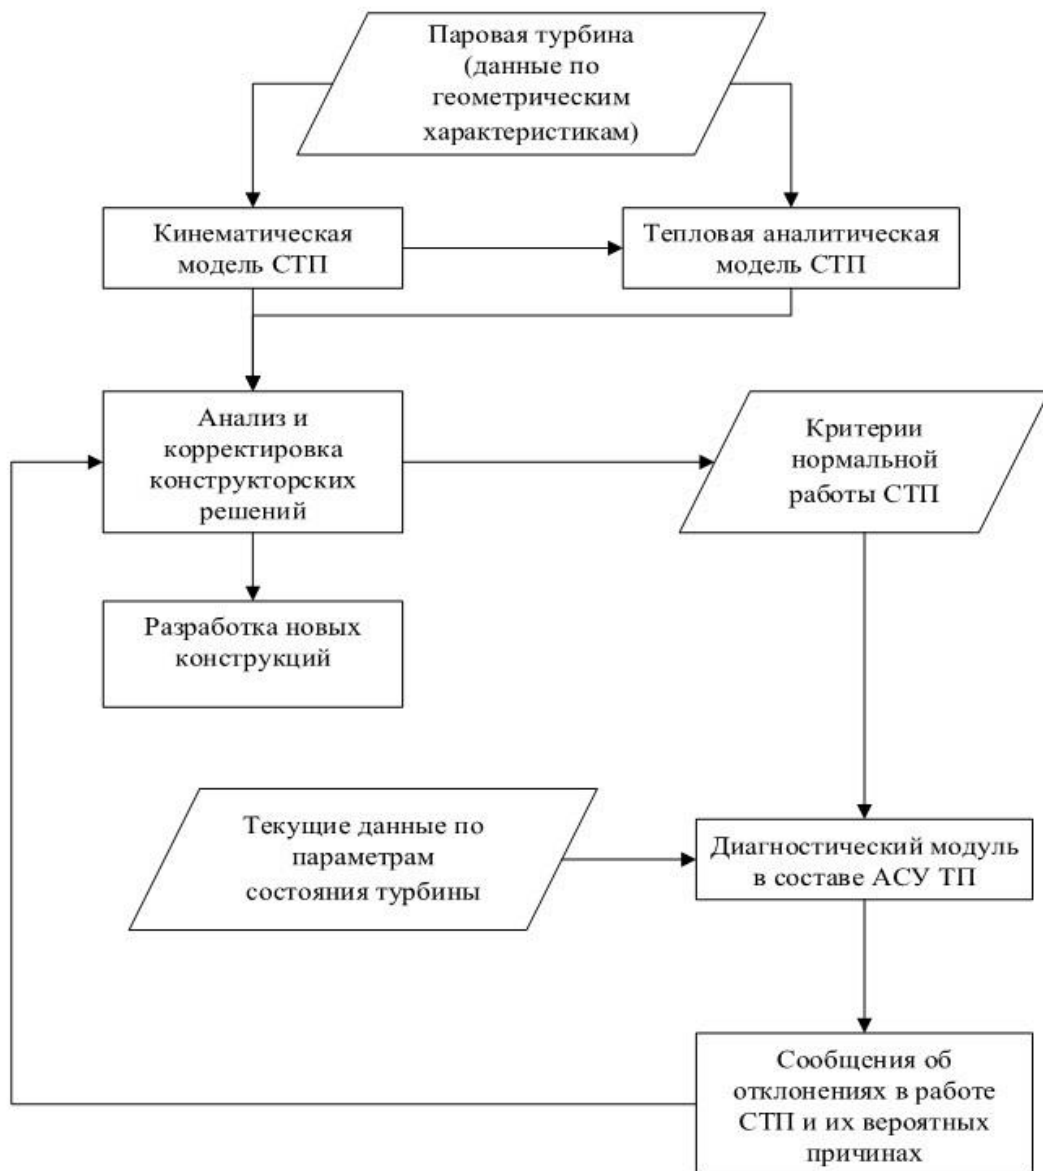 Паровая турбина
(данные по
геометрическим
характеристикам)
Кинематическая
модель СТП
Тепловая аналитическая
модель СТП
Анализ и
корректировка
конструкторских
решений
Критерии
нормальной
работы СТП
Разработка новых
конструкций
Текущие данные по
параметрам
состояния турбины
Диагностический модуль
в составе АСУ ТП
Сообщения об
отклонениях в работе
СТП и их вероятных
причинах